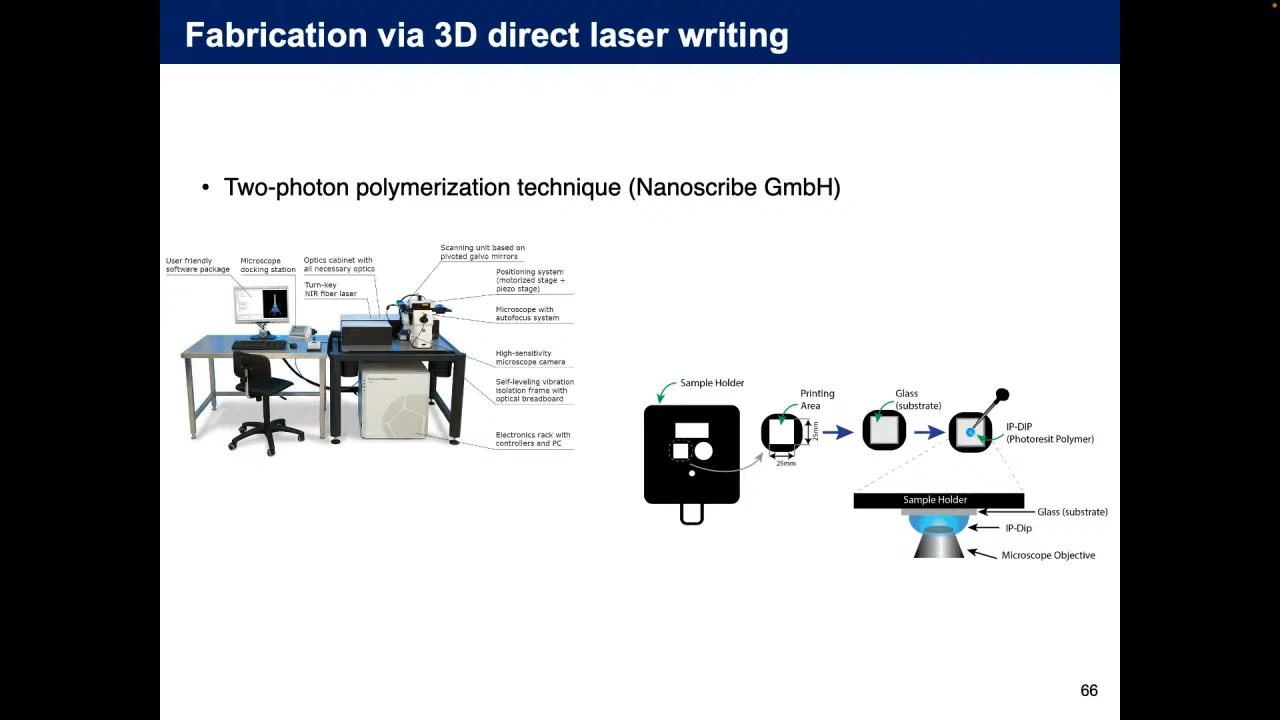 Fabrication via 3D direct laser writing
• Two-photon polymerization technique (Nanoscribe GmbH)
User friendly
software package
Microscope
docking station
Optics cabinet with
all necessary optics
Turn-key
NIR fiber laser
Scanning unit based on
pivoted galvo mirrors
Positioning system
(motorized stage +
piezo stage)
Microscope with
autofocus system
High-sensitivity
microscope camera
Self-leveling vibration
isolation frame with
optical breadboard
Electronics rack with
controllers and PC
Sample Holder
Printing
Area
25mm
25mm
Glass
(substrate)
IP-DIP
(Photoresit Polymer)
Sample Holder
Glass (substrate)
IP-Dip
Microscope Objective
66